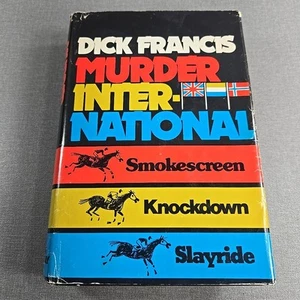 DICK FRANCIS
MURDER
INTER-
NATIONAL
Smokescreen
Knockdown
Slayride